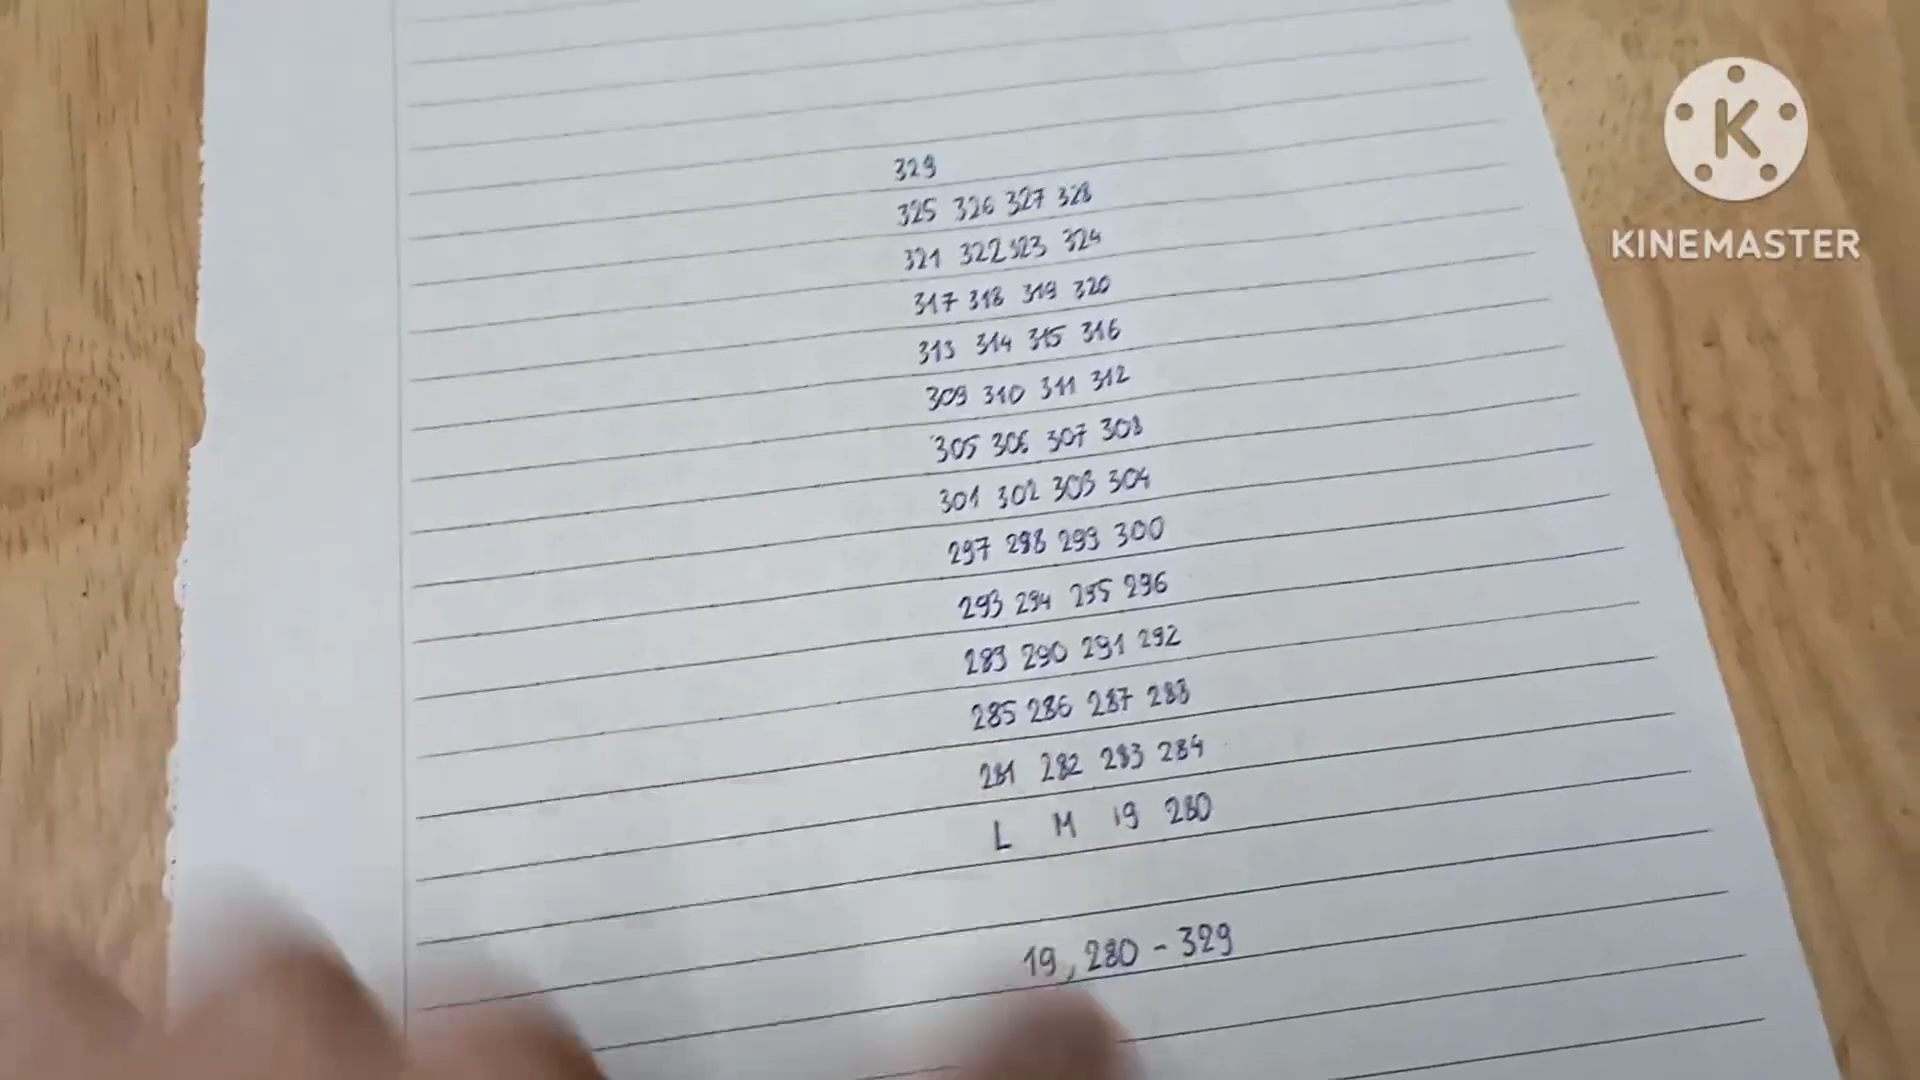 329
325 326 327 328
321 322 323 324
317 318 319 320
313 314 315 316
309 310 311 312
305 306 307 308
301 302 303 304
297 298 299 300
293 294 295 296
289 290 291 292
285 286 287 288
281 282 283 284
L M 19 280
19, 280 - 329
K
KINEMASTER